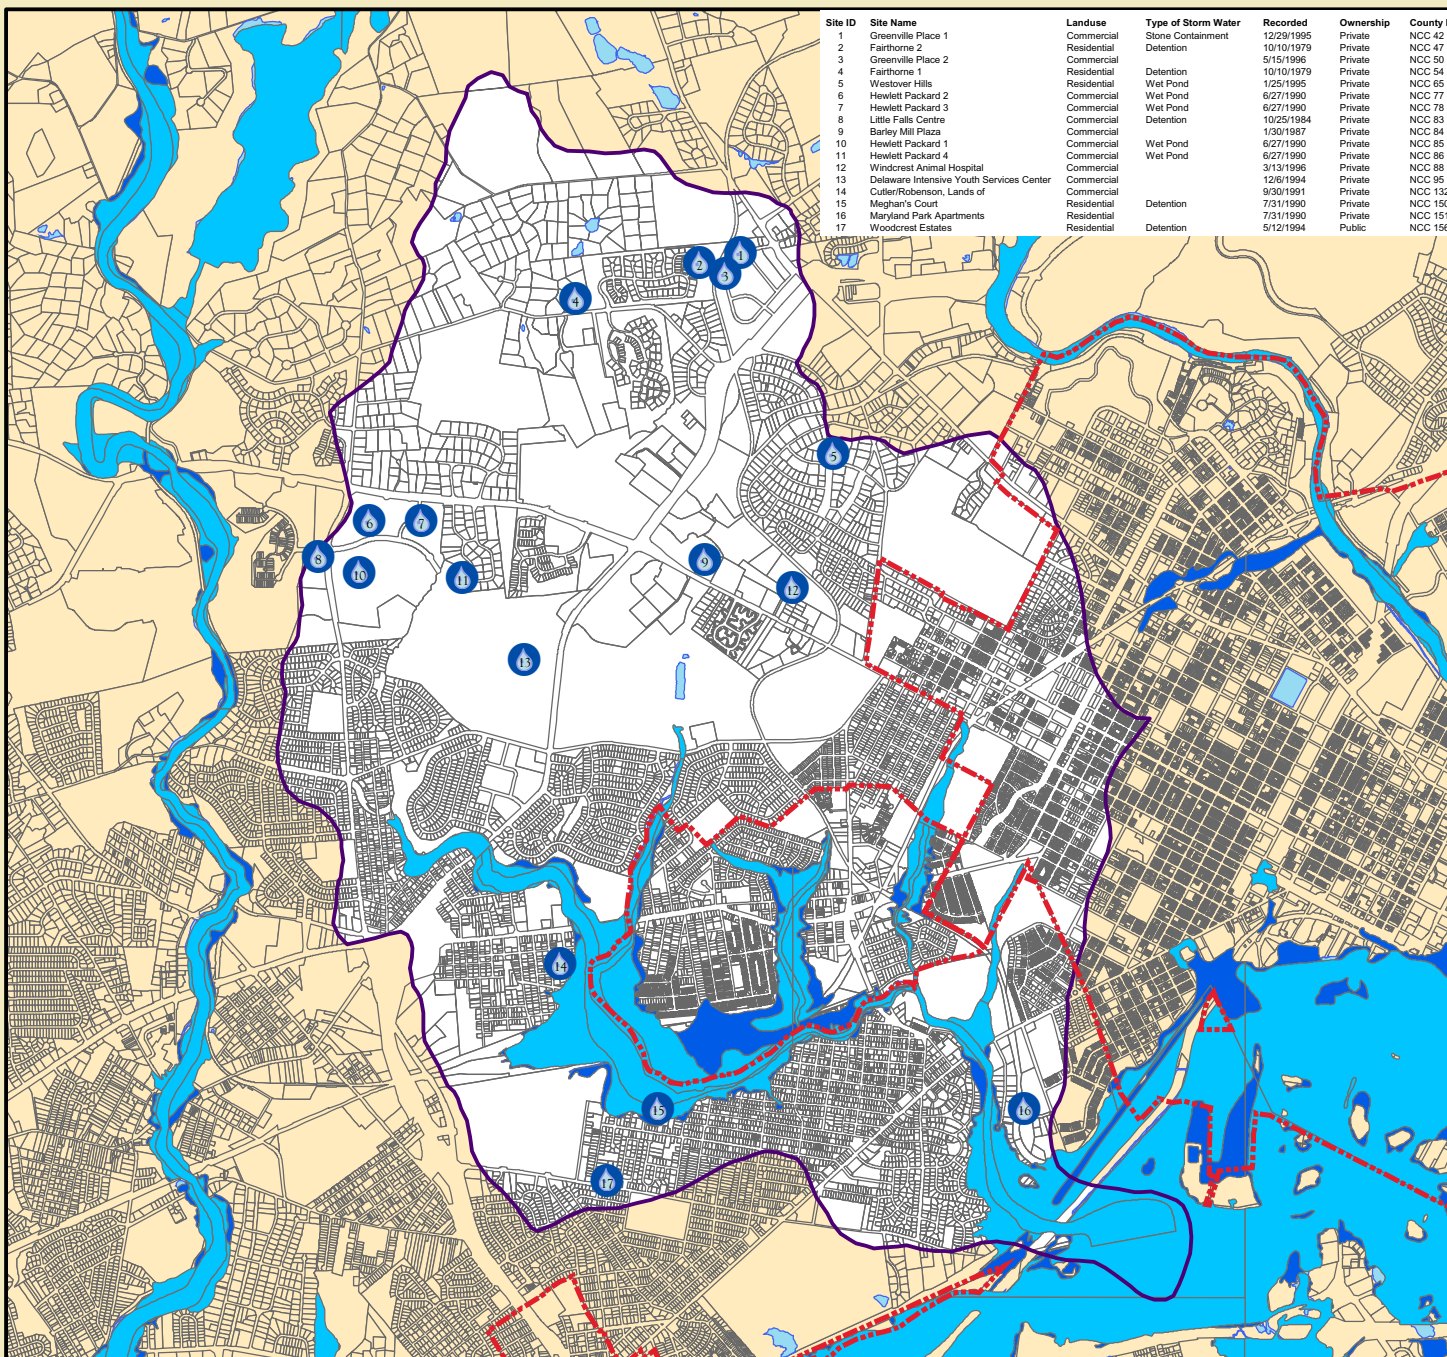 Site ID Site Name Landuse Type of Storm Water Recorded Ownership County
1 Greenville Place 1 Commercial Stone Containment 12/29/1995 Private NCC 42
2 Fairthorne 2 Residential Detention 10/10/1979 Private NCC 47
3 Greenville Place 2 Commercial 5/15/1996 Private NCC 50
4 Fairthorne 1 Residential Detention 10/10/1979 Private NCC 54
5 Westover Hills Residential Wet Pond 1/25/1995 Private NCC 65
6 Hewlett Packard 2 Commercial Wet Pond 6/27/1990 Private NCC 77
7 Hewlett Packard 3 Commercial Wet Pond 6/27/1990 Private NCC 78
8 Little Falls Centre Commercial Detention 10/25/1984 Private NCC 83
9 Barley Mill Plaza Commercial 1/30/1987 Private NCC 84
10 Hewlett Packard 1 Commercial Wet Pond 6/27/1990 Private NCC 85
11 Hewlett Packard 4 Commercial Wet Pond 6/27/1990 Private NCC 86
12 Windcrest Animal Hospital Commercial 3/13/1996 Private NCC 88
13 Delaware Intensive Youth Services Center Commercial 12/6/1994 Private NCC 95
14 Cutler/Robenson, Lands of Commercial 9/30/1991 Private NCC 132
15 Meghan's Court Residential Detention 7/31/1990 Private NCC 150
16 Maryland Park Apartments Residential 7/31/1990 Private NCC 151
17 Woodcrest Estates Residential Detention 5/12/1994 Public NCC 156
1
2
3
4
5
6
7
8
9
10
11
12
13
14
15
16
17